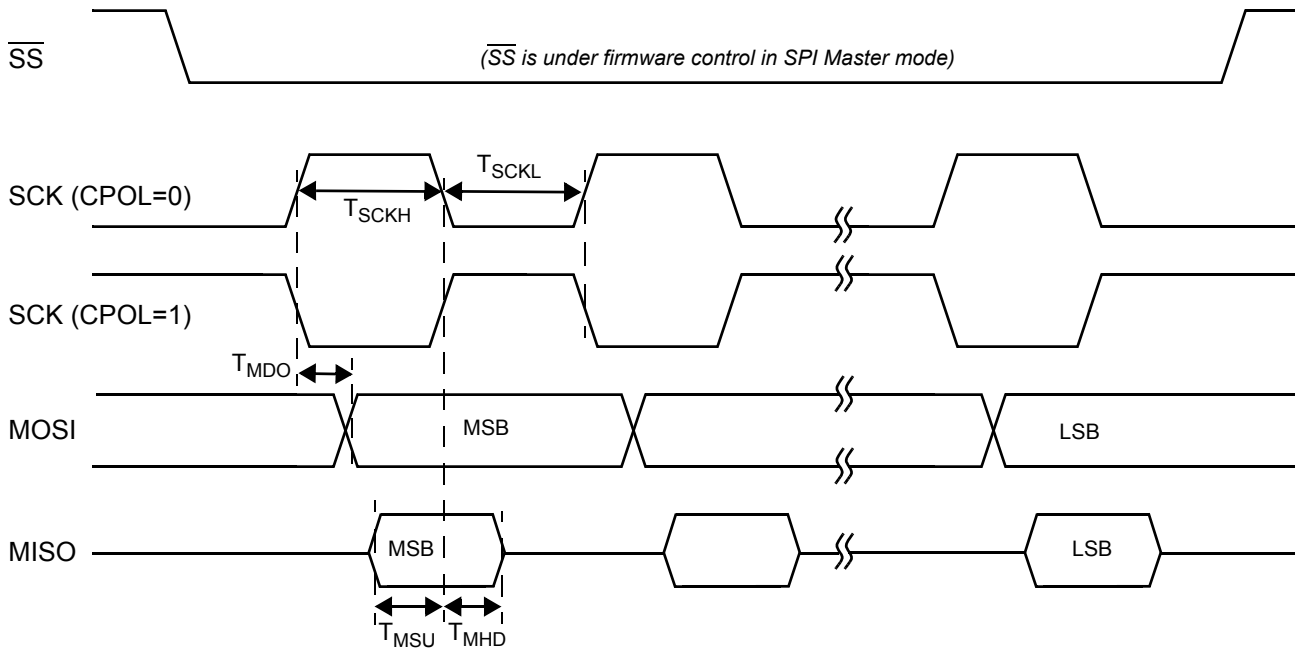 SS
(SS is under firmware control in SPI Master mode)
SCK (CPOL=0)
TSCKH
TSCKL
SCK (CPOL=1)
TMDO
MOSI
MSB
LSB
MISO
MSB
LSB
TMSU
TMHD